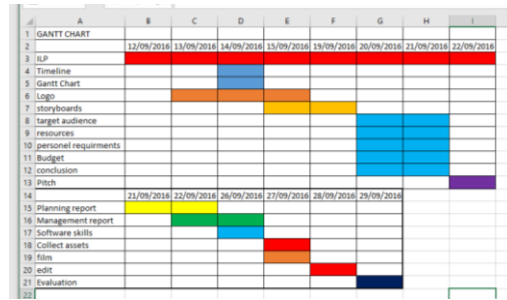 A B C D E F G H I
1 GANTT CHART
2 12/09/2016 13/09/2016 14/09/2016 15/09/2016 19/09/2016 20/09/2016 21/09/2016 22/09/2016
3 ILP
4 Timeline
5 Gantt Chart
6 Logo
7 storyboards
8 target audience
9 resources
10 personel requirments
11 Budget
12 conclusion
13 Pitch
14 21/09/2016 22/09/2016 26/09/2016 27/09/2016 28/09/2016 29/09/2016
15 Planning report
16 Management report
17 Software skills
18 Collect assets
19 film
20 edit
21 Evaluation
22